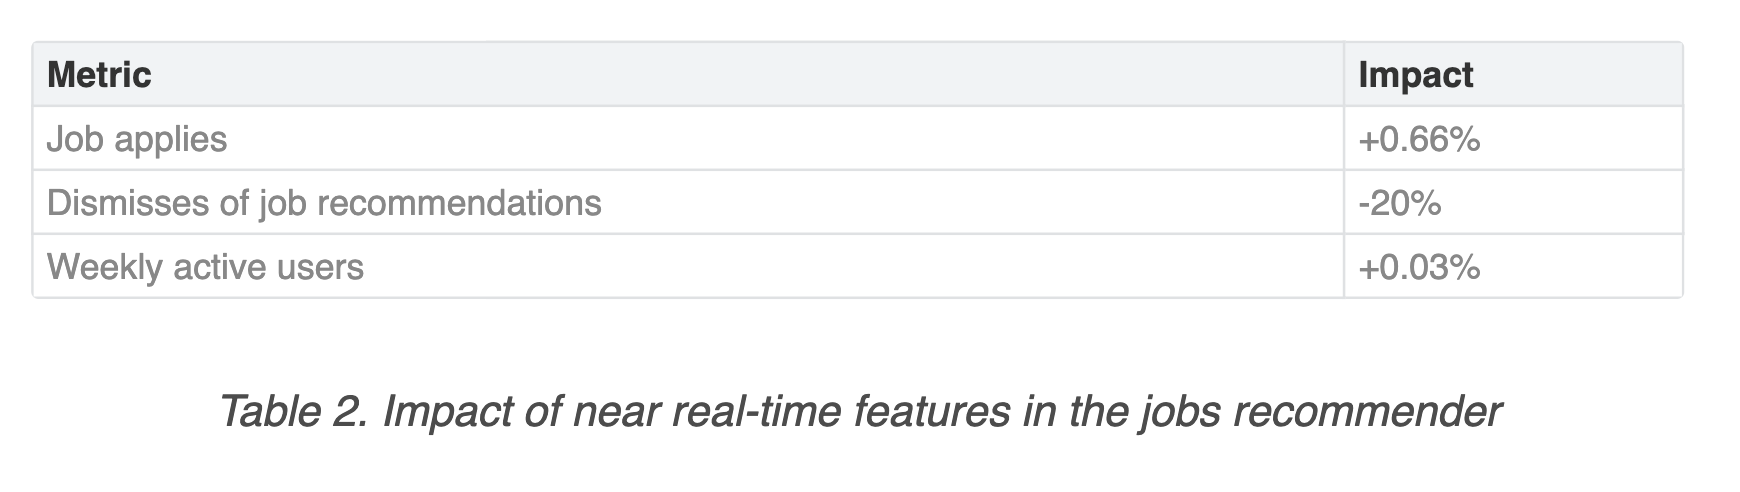 Metric Impact
Job applies +0.66%
Dismisses of job recommendations -20%
Weekly active users +0.03%
Table 2. Impact of near real-time features in the jobs recommender